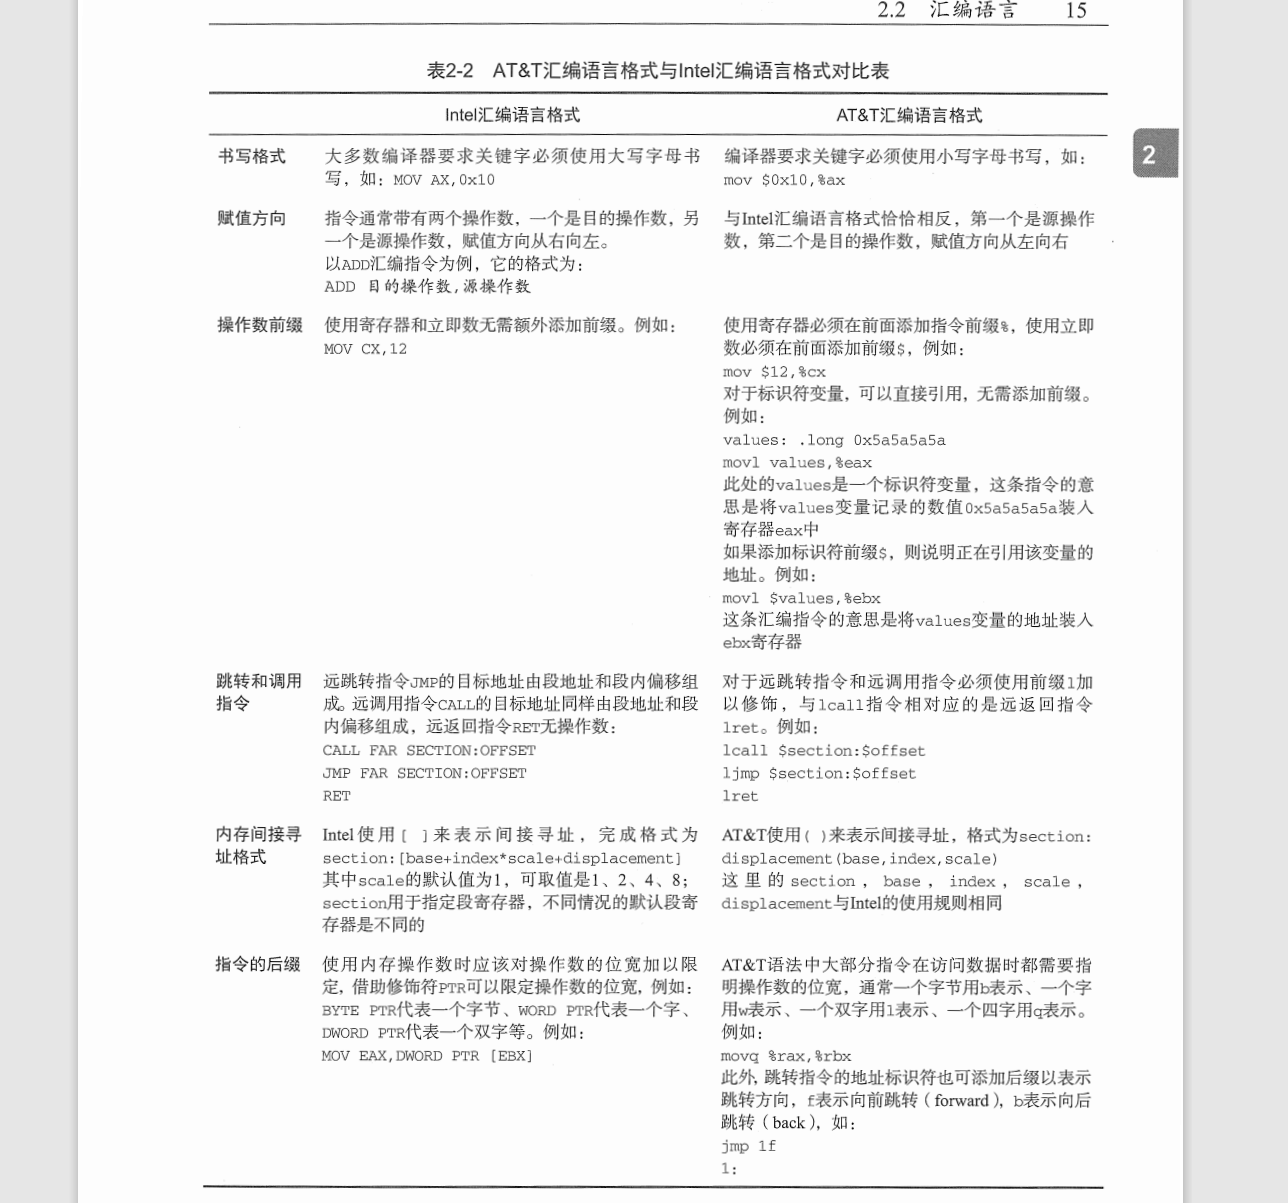 2.2 汇编语言 15
表2-2 AT&T汇编语言格式与Intel汇编语言格式对比表
Intel汇编语言格式
AT&T汇编语言格式
2
书写格式
大多数编译器要求关键字必须使用大写字母书
写，如：MOV AX,0x10
编译器要求关键字必须使用小写字母书写，如：
mov $0x10,%ax
赋值方向
指令通常带有两个操作数，一个是目的操作数，另
一个是源操作数，赋值方向从右向左。
以ADD汇编指令为例，它的格式为：
ADD 目的操作数,源操作数
与Intel汇编语言格式恰恰相反，第一个是源操作
数，第二个是目的操作数，赋值方向从左向右
操作数前缀
使用寄存器和立即数无需额外添加前缀。例如：
MOV CX,12
使用寄存器必须在前面添加指令前缀%，使用立即
数必须在前面添加前缀$，例如：
mov $12,%cx
对于标识符变量，可以直接引用，无需添加前缀。
例如：
values: .long 0x5a5a5a5a
movl values,%eax
此处的values是一个标识符变量，这条指令的意
思是将values变量记录的数值0x5a5a5a5a装入
寄存器eax中
如果添加标识符前缀$，则说明正在引用该变量的
地址。例如：
movl $values,%ebx
这条汇编指令的意思是将values变量的地址装入
ebx寄存器
跳转和调用
指令
远跳转指令JMP的目标地址由段地址和段内偏移组
成。远调用指令CALL的目标地址同样由段地址和段
内偏移组成，远返回指令RET无操作数：
CALL FAR SECTION:OFFSET
JMP FAR SECTION:OFFSET
RET
对于远跳转指令和远调用指令必须使用前缀l加
以修饰，与lcall指令相对应的是远返回指令
lret。例如：
lcall $section:$offset
ljmp $section:$offset
lret
内存间接寻
址格式
Intel使用[ ]来表示间接寻址，完成格式为
section:[base+index*scale+displacement]
其中scale的默认值为1，可取值是1、2、4、8；
section用于指定段寄存器，不同情况的默认段寄
存器是不同的
AT&T使用( )来表示间接寻址，格式为section:
displacement(base,index,scale)
这里的section，base，index，scale，
displacement与Intel的使用规则相同
指令的后缀
使用内存操作数时应该对操作数的位宽加以限
定，借助修饰符PTR可以限定操作数的位宽，例如：
BYTE PTR代表一个字节、WORD PTR代表一个字、
DWORD PTR代表一个双字等。例如：
MOV EAX,DWORD PTR [EBX]
AT&T语法中大部分指令在访问数据时都需要指
明操作数的位宽，通常一个字节用b表示、一个字
用w表示、一个双字用l表示、一个四字用q表示。
例如：
movq %rax,%rbx
此外，跳转指令的地址标识符也可添加后缀以表示
跳转方向，f表示向前跳转（forward），b表示向后
跳转（back），如：
jmp 1f
1: